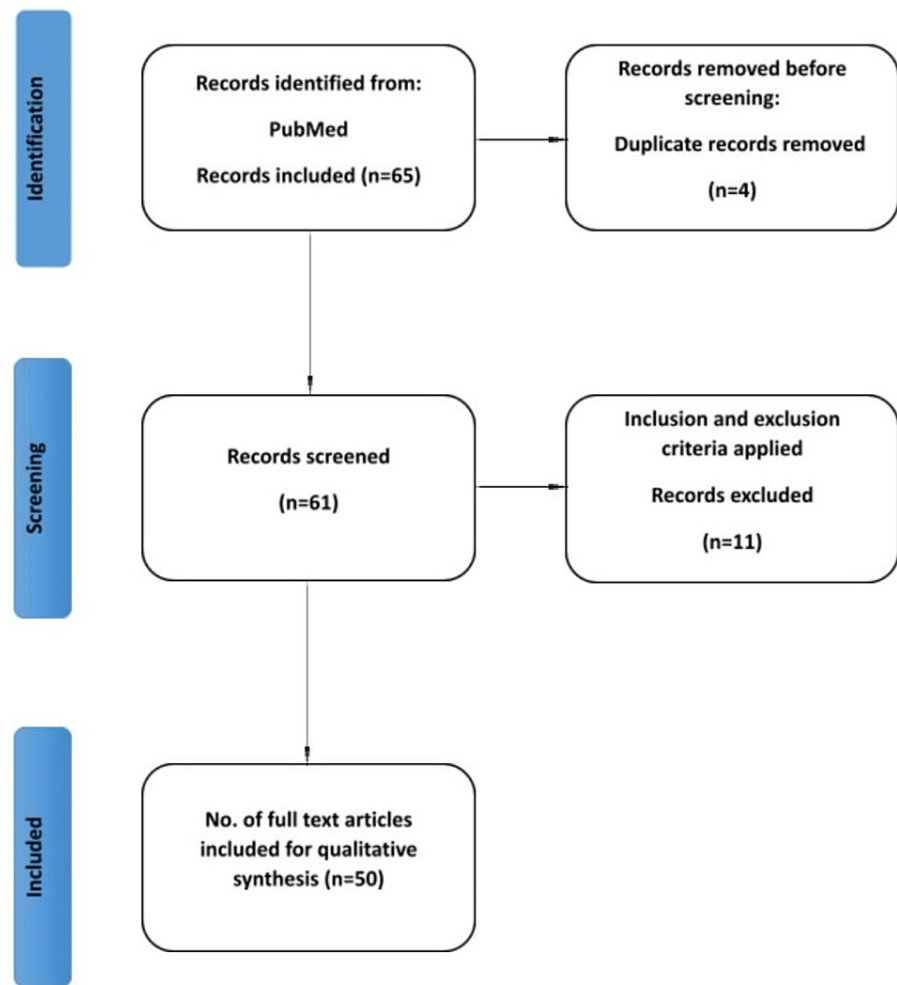 Identification
Records identified from:
PubMed
Records included (n=65)
Records removed before
screening:
Duplicate records removed
(n=4)
Screening
Records screened
(n=61)
Inclusion and exclusion
criteria applied
Records excluded
(n=11)
Included
No. of full text articles
included for qualitative
synthesis (n=50)